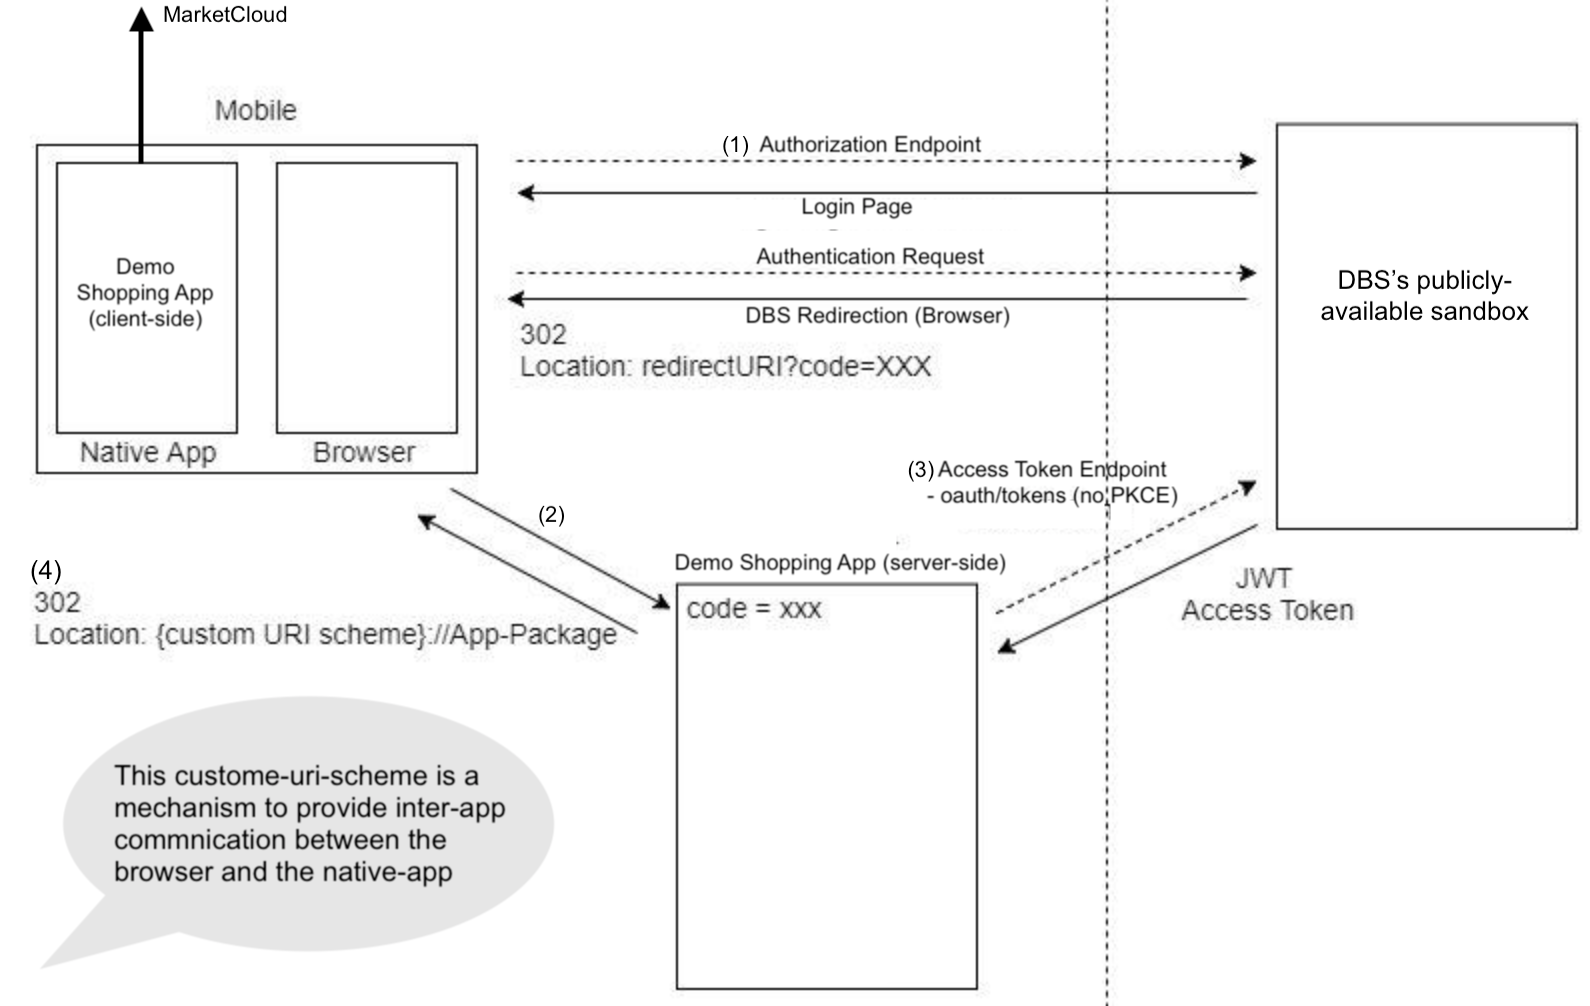 MarketCloud
Mobile
(1) Authorization Endpoint
Login Page
Authentication Request
DBS Redirection (Browser)
302
Location: redirectURI?code=XXX
Demo
Shopping App
(client-side)
Native App
Browser
DBS's publicly-
available sandbox
(2)
(3) Access Token Endpoint
- oauth/tokens (no PKCE)
JWT
Access Token
Demo Shopping App (server-side)
code = xxx
(4)
302
Location: {custom URI scheme}://App-Package
This custome-uri-scheme is a
mechanism to provide inter-app
commnication between the
browser and the native-app